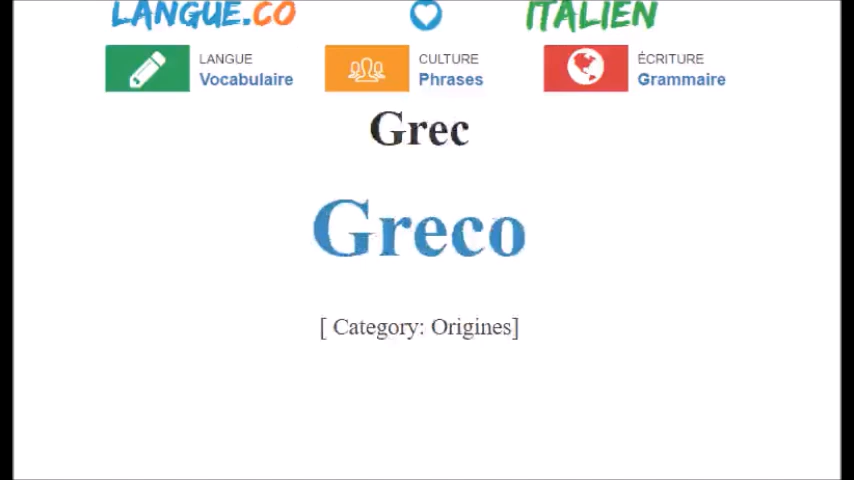 LANGUE.CO
ITALIEN
LANGUE
Vocabulaire
CULTURE
Phrases
ÉCRITURE
Grammaire
Grec
Greco
[ Category: Origines]